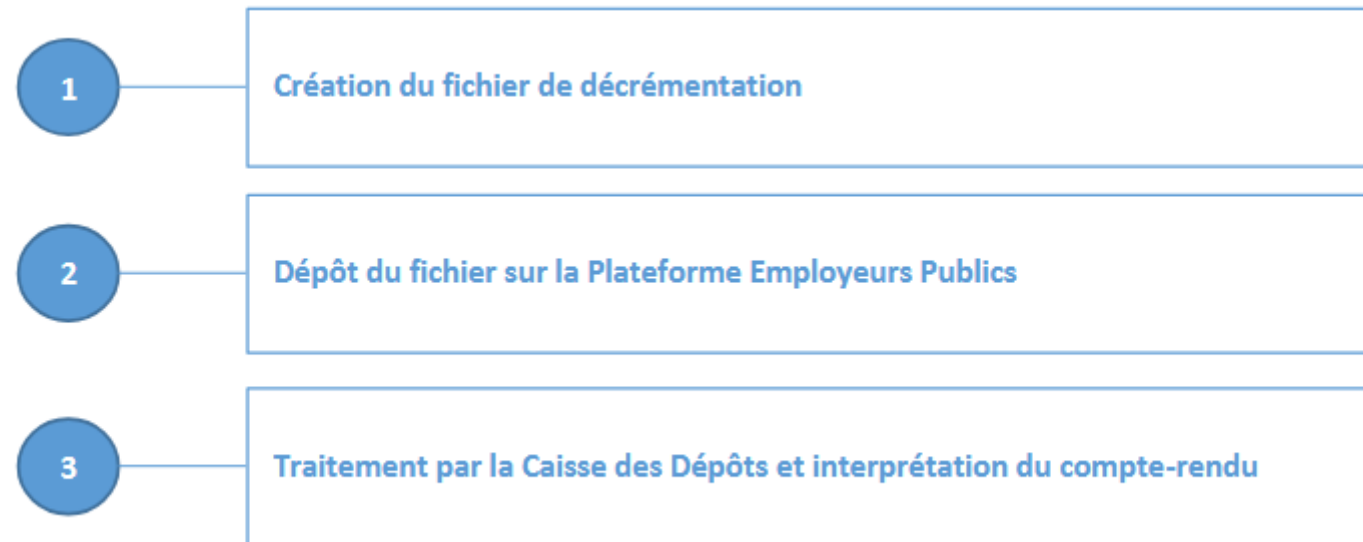 1
Création du fichier de décrémentation
2
Dépôt du fichier sur la Plateforme Employeurs Publics
3
Traitement par la Caisse des Dépôts et interprétation du compte-rendu